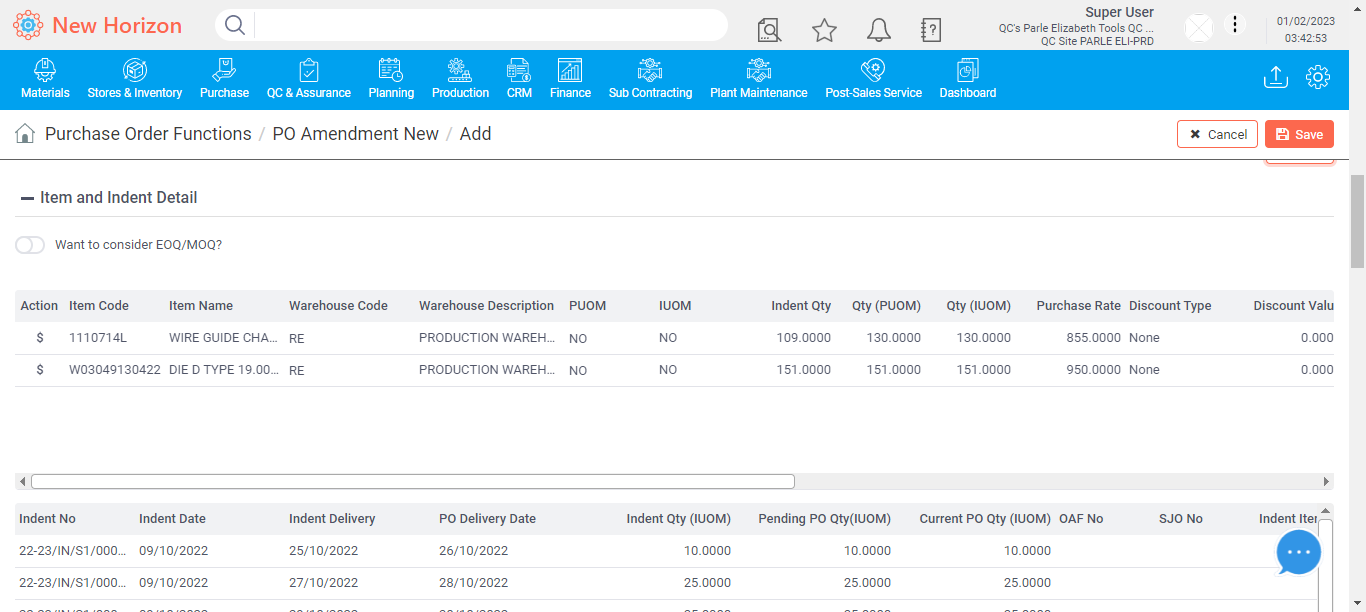 New Horizon
Super User
QC's Parle Elizabeth Tools QC ...
QC Site PARLE ELI-PRD
01/02/2023
03:42:53
Materials Stores & Inventory Purchase QC & Assurance Planning Production CRM Finance Sub Contracting Plant Maintenance Post-Sales Service Dashboard
Purchase Order Functions / PO Amendment New / Add
Cancel Save
Item and Indent Detail
Want to consider EOQ/MOQ?
Action Item Code Item Name Warehouse Code Warehouse Description PUOM IUOM Indent Qty Qty (PUOM) Qty (IUOM) Purchase Rate Discount Type Discount Valu
$ 1110714L WIRE GUIDE CHA... RE PRODUCTION WAREH... NO NO 109.0000 130.0000 130.0000 855.0000 None 0.000
$ W03049130422 DIE D TYPE 19.00... RE PRODUCTION WAREH... NO NO 151.0000 151.0000 151.0000 950.0000 None 0.000
Indent No Indent Date Indent Delivery PO Delivery Date Indent Qty (IUOM) Pending PO Qty(IUOM) Current PO Qty (IUOM) OAF No SJO No Indent Iter
22-23/IN/S1/000... 09/10/2022 25/10/2022 26/10/2022 10.0000 10.0000 10.0000
22-23/IN/S1/000... 09/10/2022 27/10/2022 28/10/2022 25.0000 25.0000 25.0000